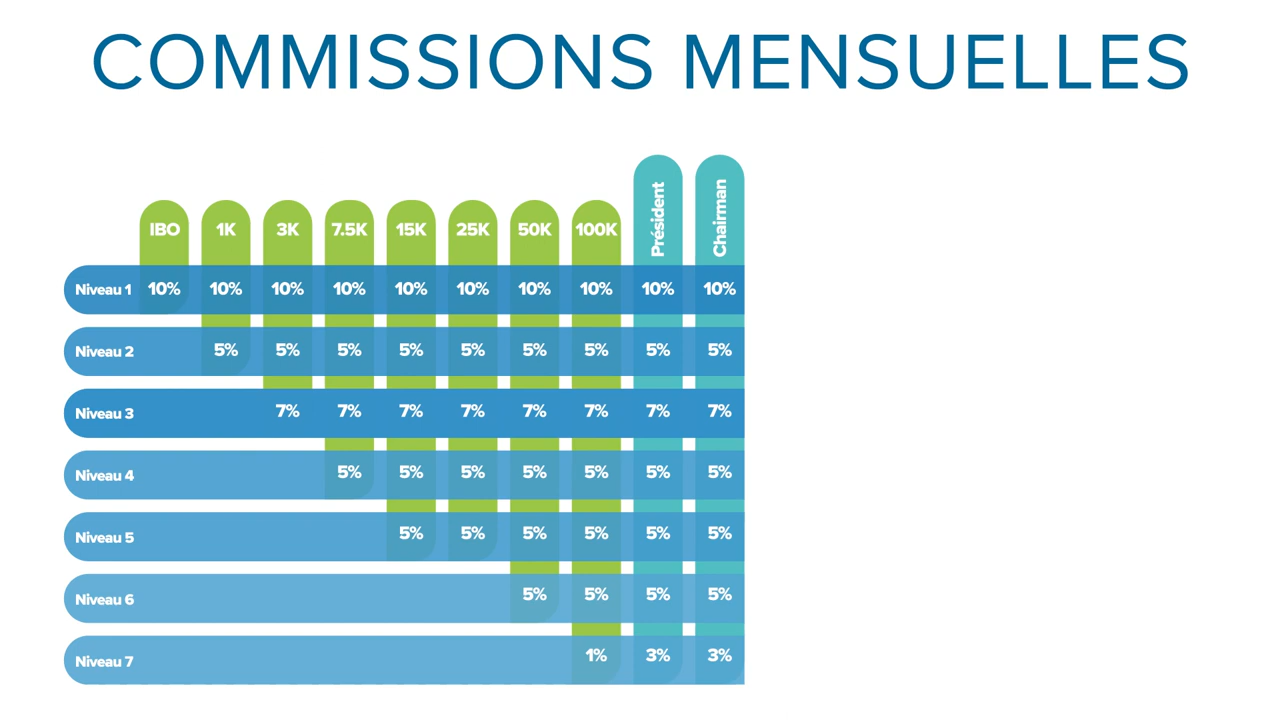 COMMISSIONS MENSUELLES
IBO 1K 3K 7.5K 15K 25K 50K 100K Président Chairman
Niveau 1 10% 10% 10% 10% 10% 10% 10% 10% 10% 10%
Niveau 2 5% 5% 5% 5% 5% 5% 5% 5% 5%
Niveau 3 7% 7% 7% 7% 7% 7% 7% 7%
Niveau 4 5% 5% 5% 5% 5% 5% 5%
Niveau 5 5% 5% 5% 5% 5% 5%
Niveau 6 5% 5% 5% 5%
Niveau 7 1% 3% 3%